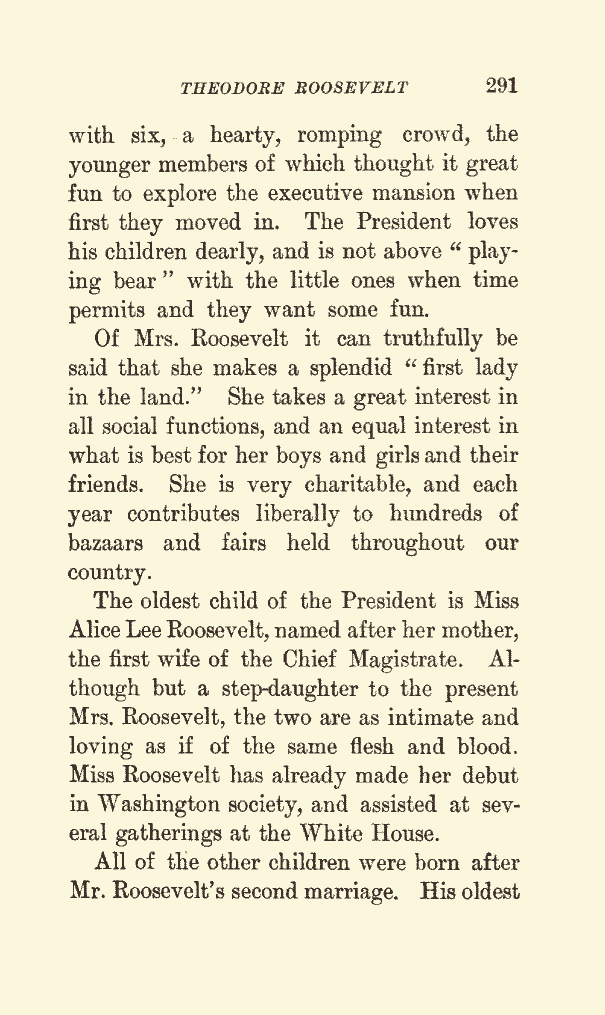 THEODORE ROOSEVELT 291
with six, a hearty, romping crowd, the
younger members of which thought it great
fun to explore the executive mansion when
first they moved in. The President loves
his children dearly, and is not above “ play-
ing bear ” with the little ones when time
permits and they want some fun.
Of Mrs. Roosevelt it can truthfully be
said that she makes a splendid “ first lady
in the land.” She takes a great interest in
all social functions, and an equal interest in
what is best for her boys and girls and their
friends. She is very charitable, and each
year contributes liberally to hundreds of
bazaars and fairs held throughout our
country.
The oldest child of the President is Miss
Alice Lee Roosevelt, named after her mother,
the first wife of the Chief Magistrate. Al-
though but a step-daughter to the present
Mrs. Roosevelt, the two are as intimate and
loving as if of the same flesh and blood.
Miss Roosevelt has already made her debut
in Washington society, and assisted at sev-
eral gatherings at the White House.
All of the other children were born after
Mr. Roosevelt’s second marriage. His oldest